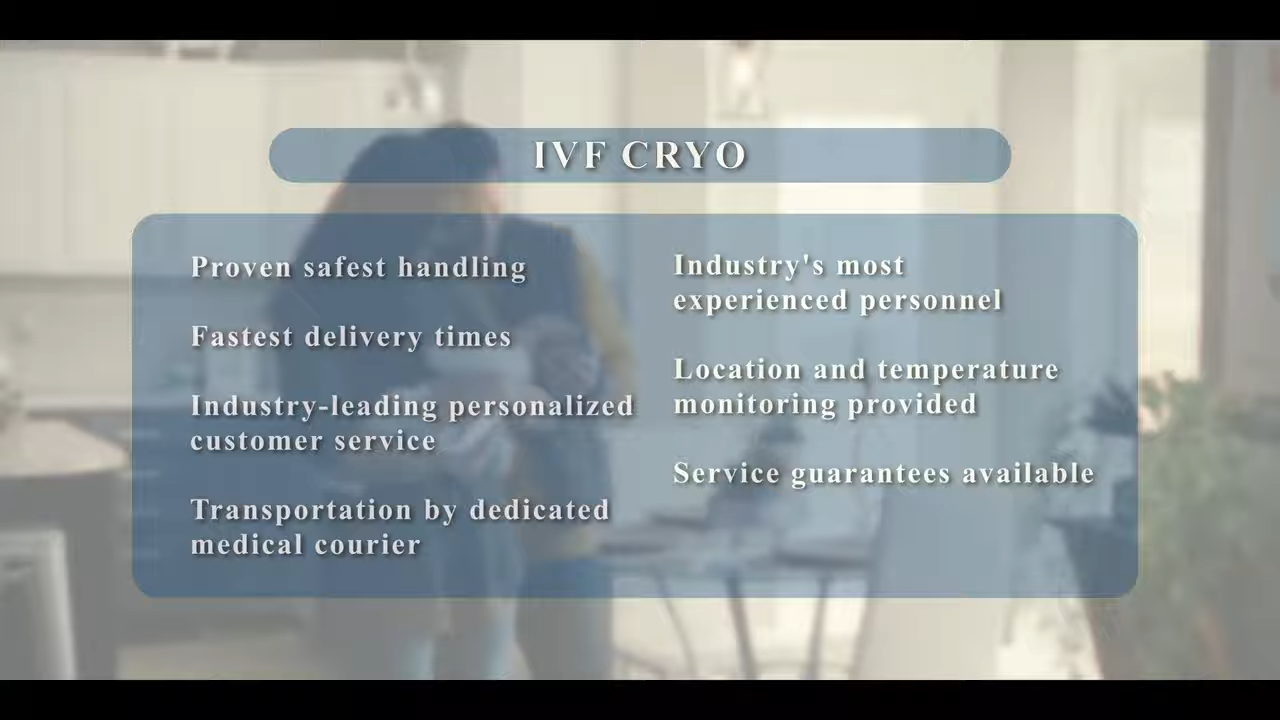 IVF CRYO
Proven safest handling
Fastest delivery times
Industry-leading personalized
customer service
Transportation by dedicated
medical courier
Industry's most
experienced personnel
Location and temperature
monitoring provided
Service guarantees available